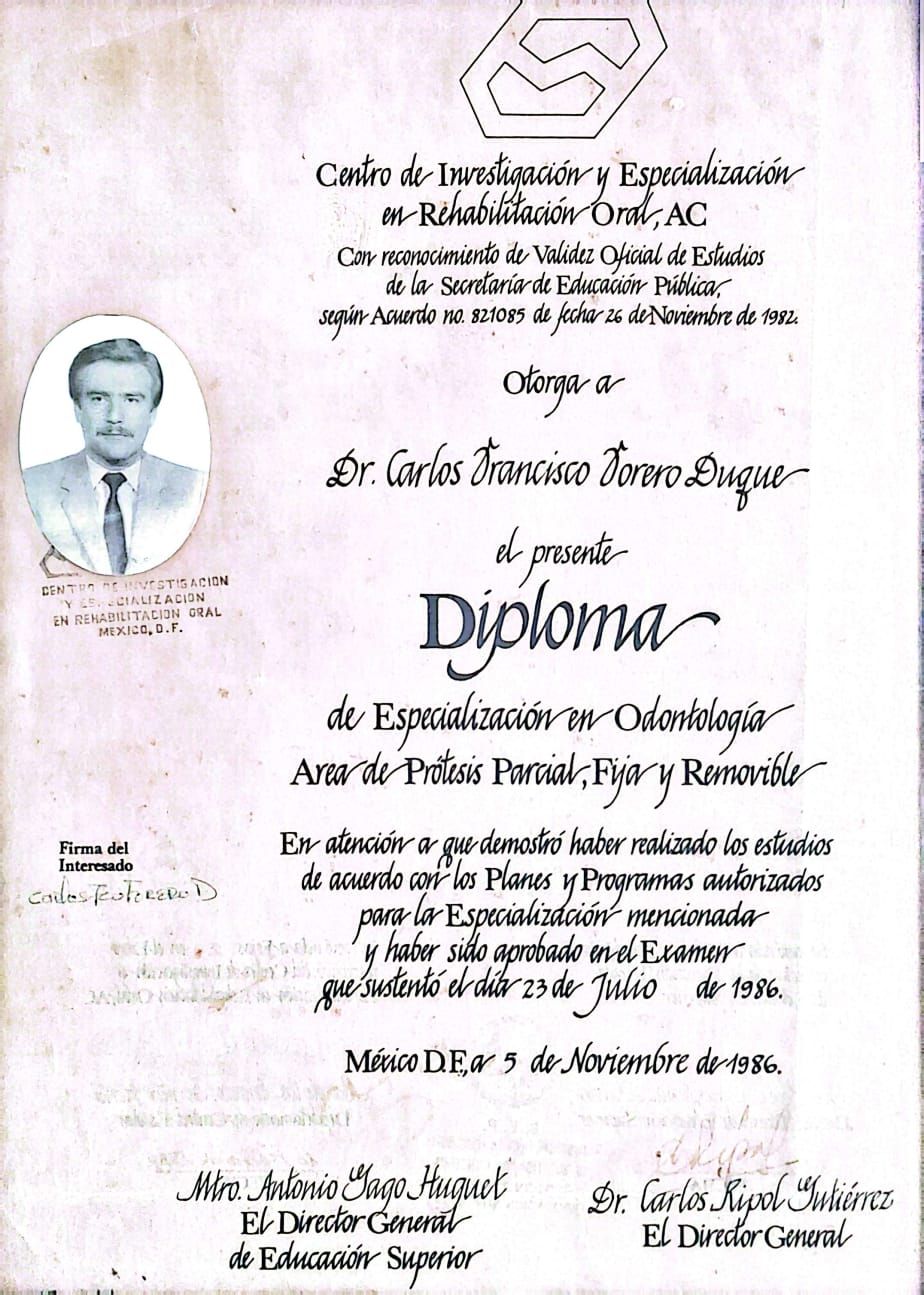 Centro de Investigación y Especialización
en Rehabilitación Oral, AC
Con reconocimiento de Validez Oficial de Estudios
de la Secretaría de Educación Pública,
según Acuerdo no. 821085 de fecha 26 de Noviembre de 1982.
Otorga a
Dr. Carlos Francisco Forero Duque
el presente
Diploma
CENTRO DE INVESTIGACION
Y ESPECIALIZACION
EN REHABILITACION ORAL
MEXICO, D.F.
de Especialización en Odontología
Area de Prótesis Parcial, Fija y Removible
Firma del
Interesado
En atención a que demostró haber realizado los estudios
de acuerdo con los Planes y Programas autorizados
para la Especialización mencionada
y haber sido aprobado en el Examen
que sustentó el día 23 de Julio de 1986.
México D.F., a 5 de Noviembre de 1986.
Mtro. Antonio Gago Huguet
El Director General
de Educación Superior
Dr. Carlos Ripol Gutiérrez
El Director General